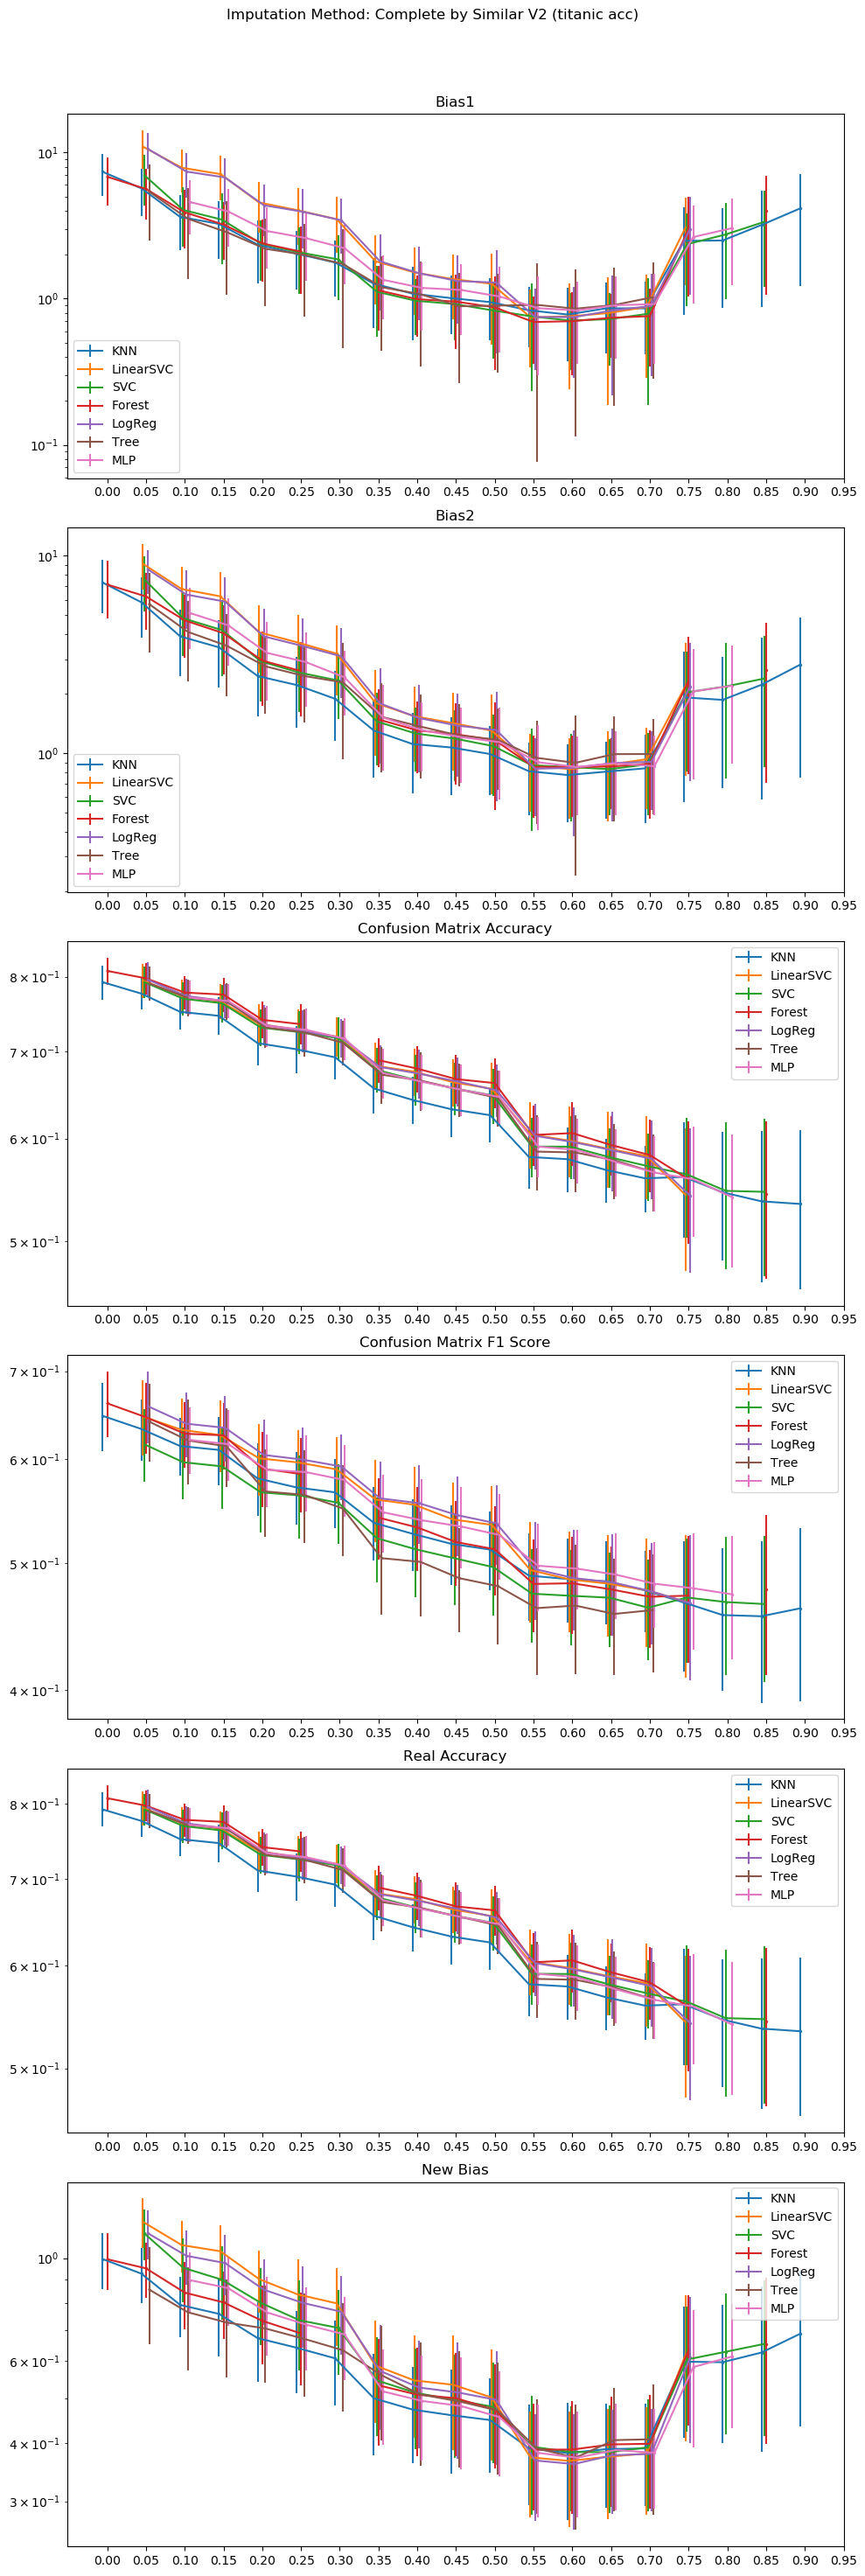 Imputation Method: Complete by Similar V2 (titanic acc)
Bias1
10¹
10⁰
10⁻¹
KNN
LinearSVC
SVC
Forest
LogReg
Tree
MLP
0.00 0.05 0.10 0.15 0.20 0.25 0.30 0.35 0.40 0.45 0.50 0.55 0.60 0.65 0.70 0.75 0.80 0.85 0.90 0.95
Bias2
10¹
10⁰
KNN
LinearSVC
SVC
Forest
LogReg
Tree
MLP
0.00 0.05 0.10 0.15 0.20 0.25 0.30 0.35 0.40 0.45 0.50 0.55 0.60 0.65 0.70 0.75 0.80 0.85 0.90 0.95
Confusion Matrix Accuracy
8 × 10⁻¹
7 × 10⁻¹
6 × 10⁻¹
5 × 10⁻¹
KNN
LinearSVC
SVC
Forest
LogReg
Tree
MLP
0.00 0.05 0.10 0.15 0.20 0.25 0.30 0.35 0.40 0.45 0.50 0.55 0.60 0.65 0.70 0.75 0.80 0.85 0.90 0.95
Confusion Matrix F1 Score
7 × 10⁻¹
6 × 10⁻¹
5 × 10⁻¹
4 × 10⁻¹
KNN
LinearSVC
SVC
Forest
LogReg
Tree
MLP
0.00 0.05 0.10 0.15 0.20 0.25 0.30 0.35 0.40 0.45 0.50 0.55 0.60 0.65 0.70 0.75 0.80 0.85 0.90 0.95
Real Accuracy
8 × 10⁻¹
7 × 10⁻¹
6 × 10⁻¹
5 × 10⁻¹
KNN
LinearSVC
SVC
Forest
LogReg
Tree
MLP
0.00 0.05 0.10 0.15 0.20 0.25 0.30 0.35 0.40 0.45 0.50 0.55 0.60 0.65 0.70 0.75 0.80 0.85 0.90 0.95
New Bias
10⁰
6 × 10⁻¹
4 × 10⁻¹
3 × 10⁻¹
KNN
LinearSVC
SVC
Forest
LogReg
Tree
MLP
0.00 0.05 0.10 0.15 0.20 0.25 0.30 0.35 0.40 0.45 0.50 0.55 0.60 0.65 0.70 0.75 0.80 0.85 0.90 0.95